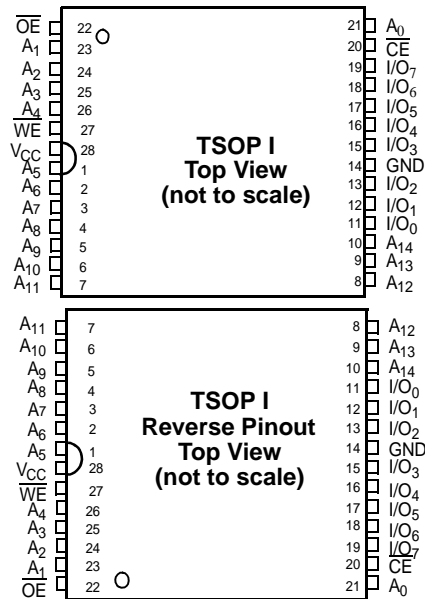 OE 22 21 A0
A1 23 20 CE
A2 24 19 I/O7
A3 25 18 I/O6
A4 26 17 I/O5
WE 27 16 I/O4
VCC 28 TSOP I 15 I/O3
A5 1 Top View 14 GND
A6 2 (not to scale) 13 I/O2
A7 3 12 I/O1
A8 4 11 I/O0
A9 5 10 A14
A10 6 9 A13
A11 7 8 A12
A11 7 8 A12
A10 6 9 A13
A9 5 10 A14
A8 4 TSOP I 11 I/O0
A7 3 Reverse Pinout 12 I/O1
A6 2 Top View 13 I/O2
A5 1 (not to scale) 14 GND
VCC 28 15 I/O3
WE 27 16 I/O4
A4 26 17 I/O5
A3 25 18 I/O6
A2 24 19 I/O7
A1 23 20 CE
OE 22 21 A0